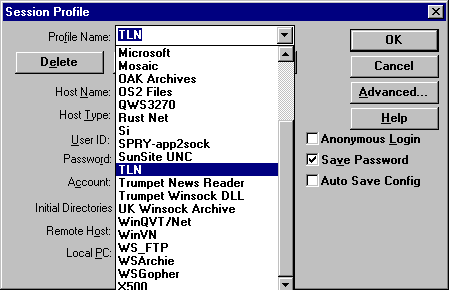 Session Profile
Profile Name: TLN
OK
Delete
Cancel
Advanced...
Help
Host Name:
Host Type:
User ID:
Password:
Account:
Initial Directories
Remote Host:
Local PC:
Microsoft
Mosaic
OAK Archives
OS2 Files
QWS3270
Rust Net
Si
SPRY-app2sock
SunSite UNC
TLN
Trumpet News Reader
Trumpet Winsock DLL
UK Winsock Archive
WinQVT/Net
WinVN
WS_FTP
WSArchie
WSGopher
X500
Anonymous Login
Save Password
Auto Save Config